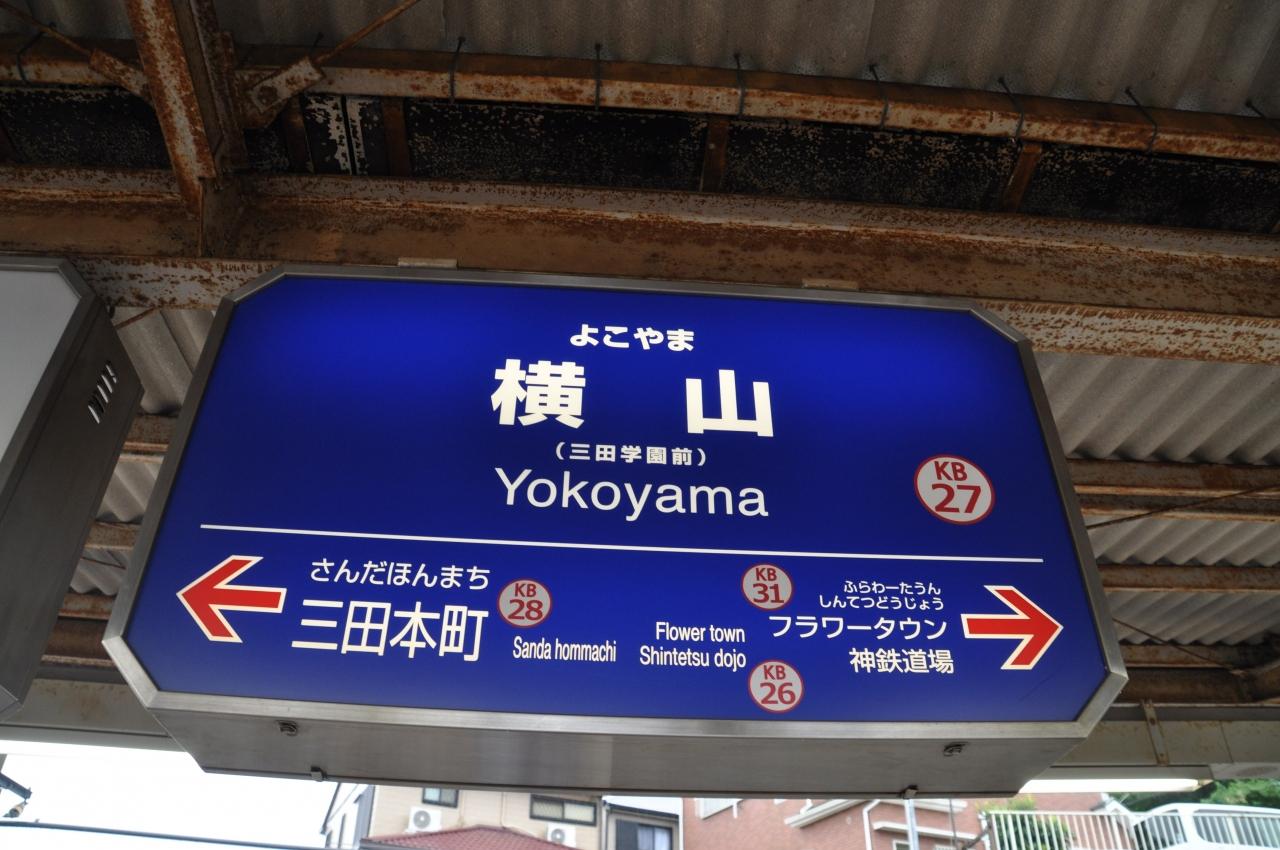 よこやま
横 山
（三田学園前）
Yokoyama
KB
27
さんだほんまち
三田本町
KB
28
Sanda hommachi
KB
31
Flower town
Shintetsu dojo
KB
26
ふらわーたうん
しんてつどうじょう
フラワータウン
神鉄道場